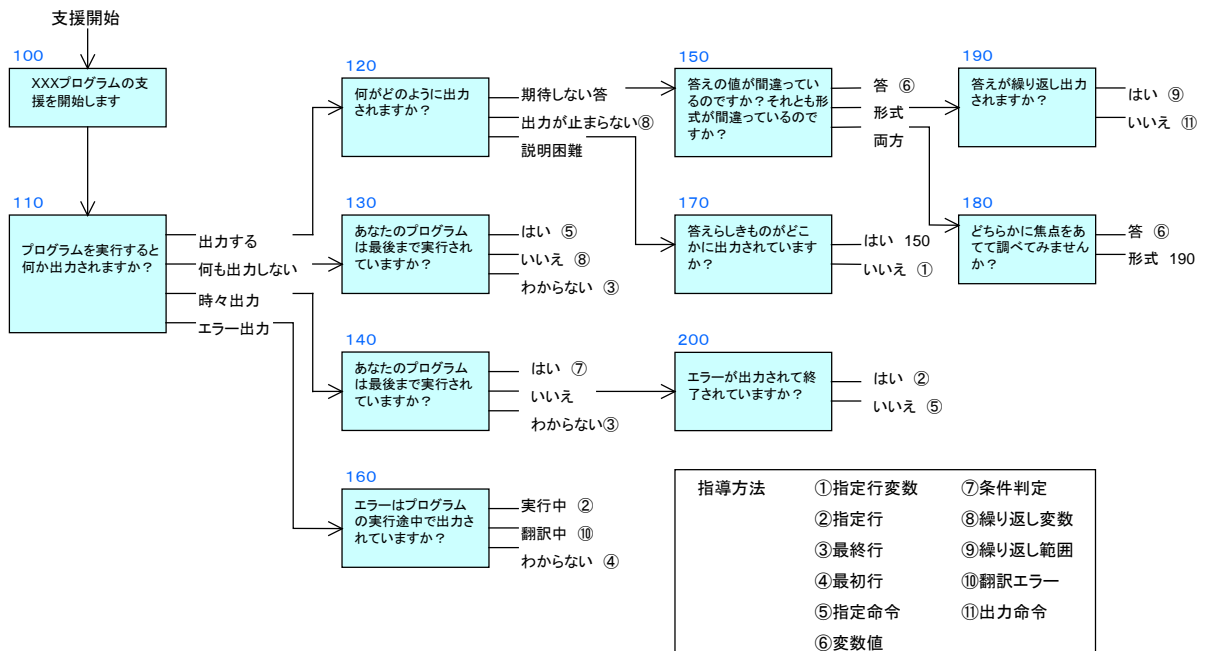 支援開始
100
XXXプログラムの支
援を開始します
110
プログラムを実行すると
何か出力されますか？
出力する
何も出力しない
時々出力
エラー出力
120
何がどのように出力
されますか？
期待しない答
出力が止まらない⑧
説明困難
130
あなたのプログラム
は最後まで実行され
ていますか？
はい ⑤
いいえ ⑧
わからない ③
140
あなたのプログラム
は最後まで実行され
ていますか？
はい ⑦
いいえ
わからない③
160
エラーはプログラム
の実行途中で出力さ
れていますか？
実行中 ②
翻訳中 ⑩
わからない ④
150
答えの値が間違ってい
るのですか？それとも形
式が間違っているので
すか？
答 ⑥
形式
両方
170
答えらしきものがどこ
かに出力されています
か？
はい 150
いいえ ①
200
エラーが出力されて終
了されていますか？
はい ②
いいえ ⑤
190
答えが繰り返し出力
されますか？
はい ⑨
いいえ ⑪
180
どちらかに焦点をあ
てて調べてみません
か？
答 ⑥
形式 190
指導方法 ①指定行変数 ⑦条件判定
②指定行 ⑧繰り返し変数
③最終行 ⑨繰り返し範囲
④最初行 ⑩翻訳エラー
⑤指定命令 ⑪出力命令
⑥変数値